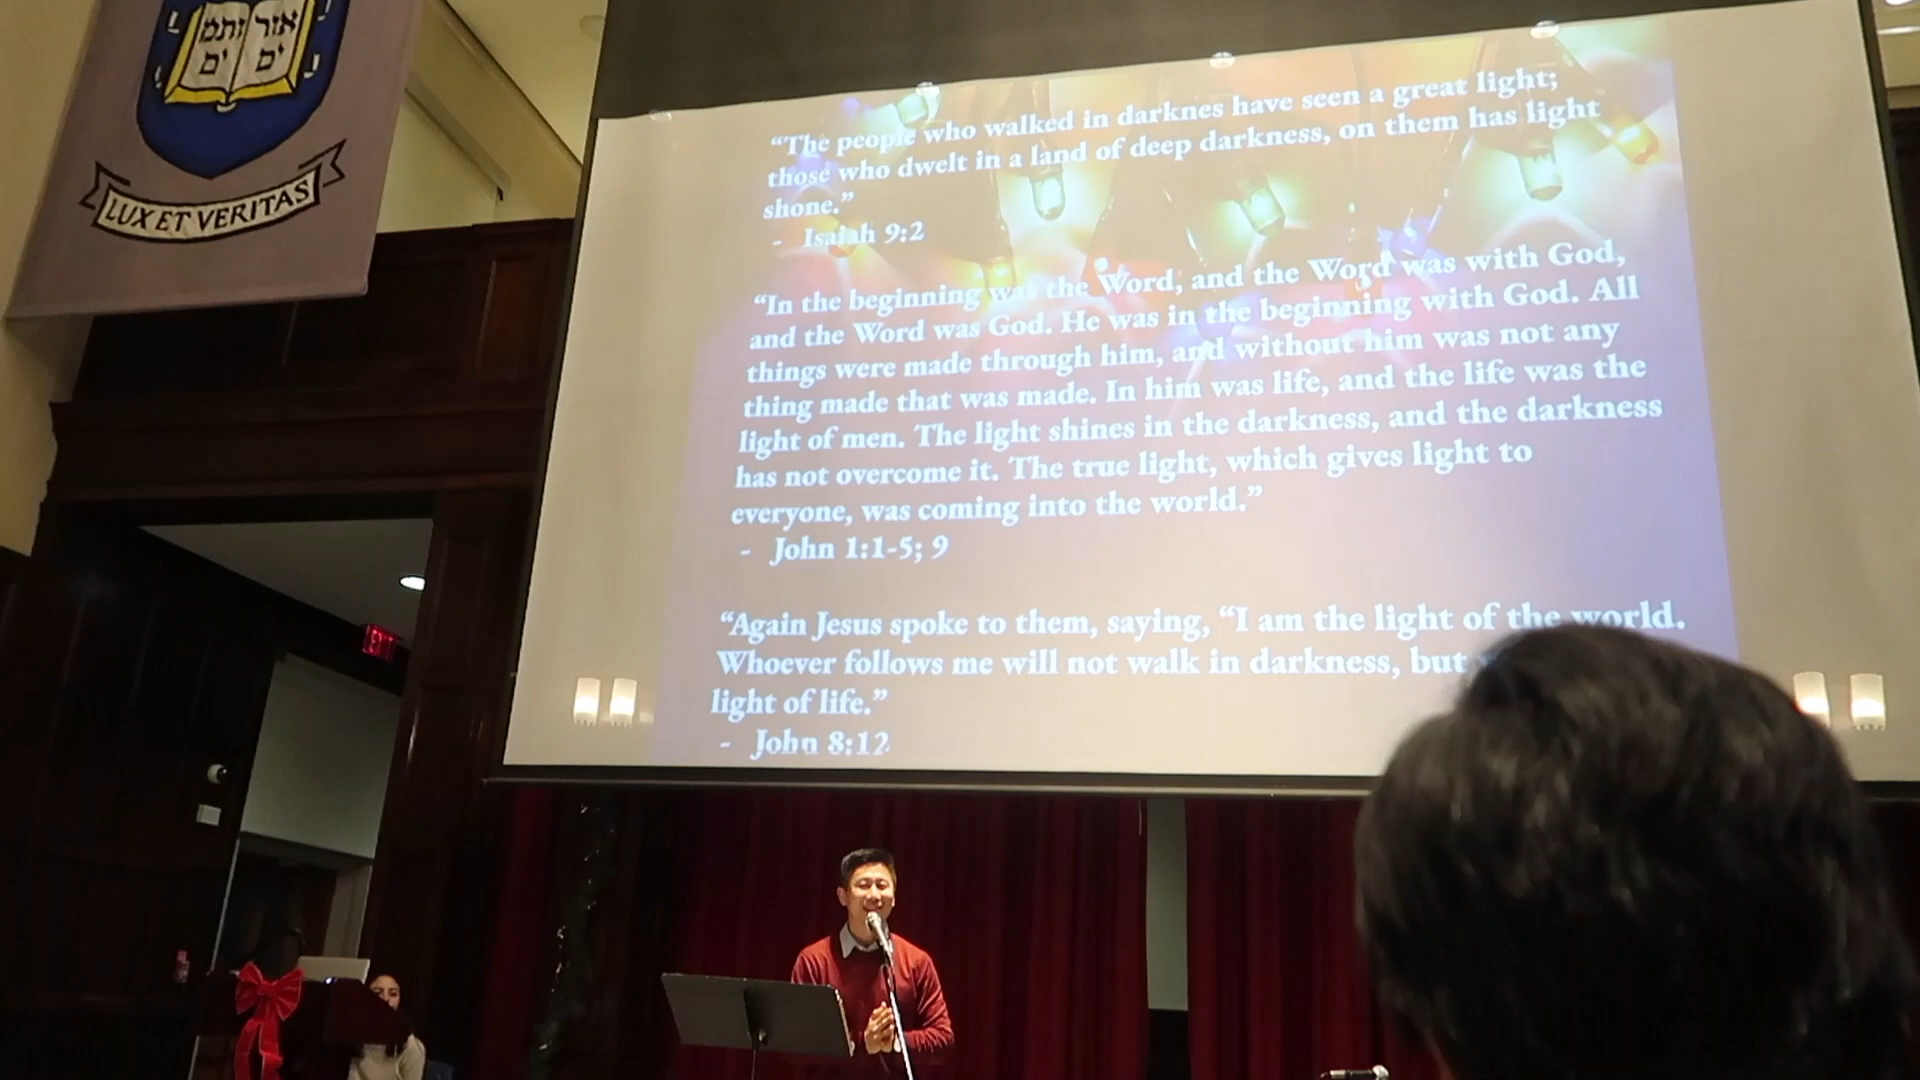 אור
ותמ
ים
ים
LUX ET VERITAS
“The people who walked in darknes have seen a great light;
those who dwelt in a land of deep darkness, on them has light
shone.”
- Isaiah 9:2
“In the beginning was the Word, and the Word was with God,
and the Word was God. He was in the beginning with God. All
things were made through him, and without him was not any
thing made that was made. In him was life, and the life was the
light of men. The light shines in the darkness, and the darkness
has not overcome it. The true light, which gives light to
everyone, was coming into the world.”
- John 1:1-5; 9
“Again Jesus spoke to them, saying, “I am the light of the world.
Whoever follows me will not walk in darkness, but
light of life.”
- John 8:12